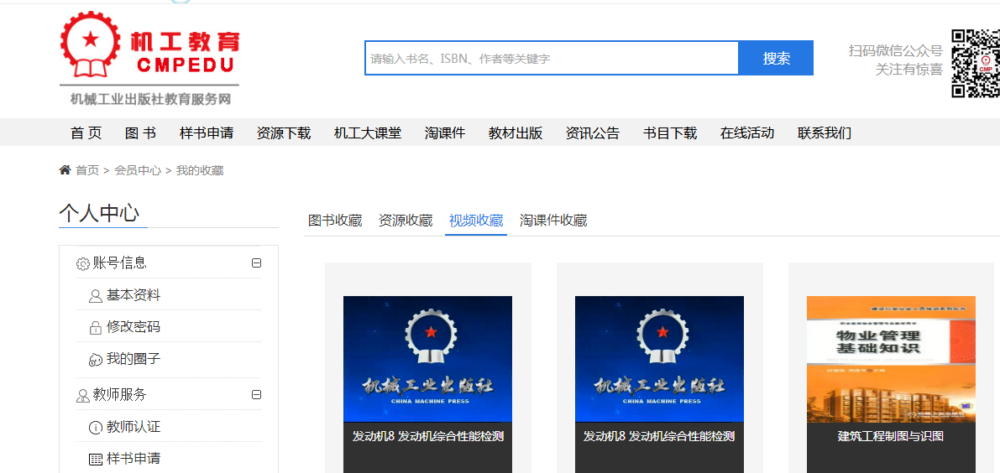 机工教育
CMPEDU
机械工业出版社教育服务网
请输入书名、ISBN、作者等关键字
搜索
扫码微信公众号
关注有惊喜
CMP
首 页 图 书 样书申请 资源下载 机工大课堂 淘课件 教材出版 资讯公告 书目下载 在线活动 联系我们
首页 > 会员中心 > 我的收藏
个人中心
图书收藏 资源收藏 视频收藏 淘课件收藏
账号信息
基本资料
修改密码
我的圈子
教师服务
教师认证
样书申请
机械工业出版社
CHINA MACHINE PRESS
发动机8 发动机综合性能检测
机械工业出版社
CHINA MACHINE PRESS
发动机8 发动机综合性能检测
物业管理
基础知识
机械工业出版社
建筑工程制图与识图